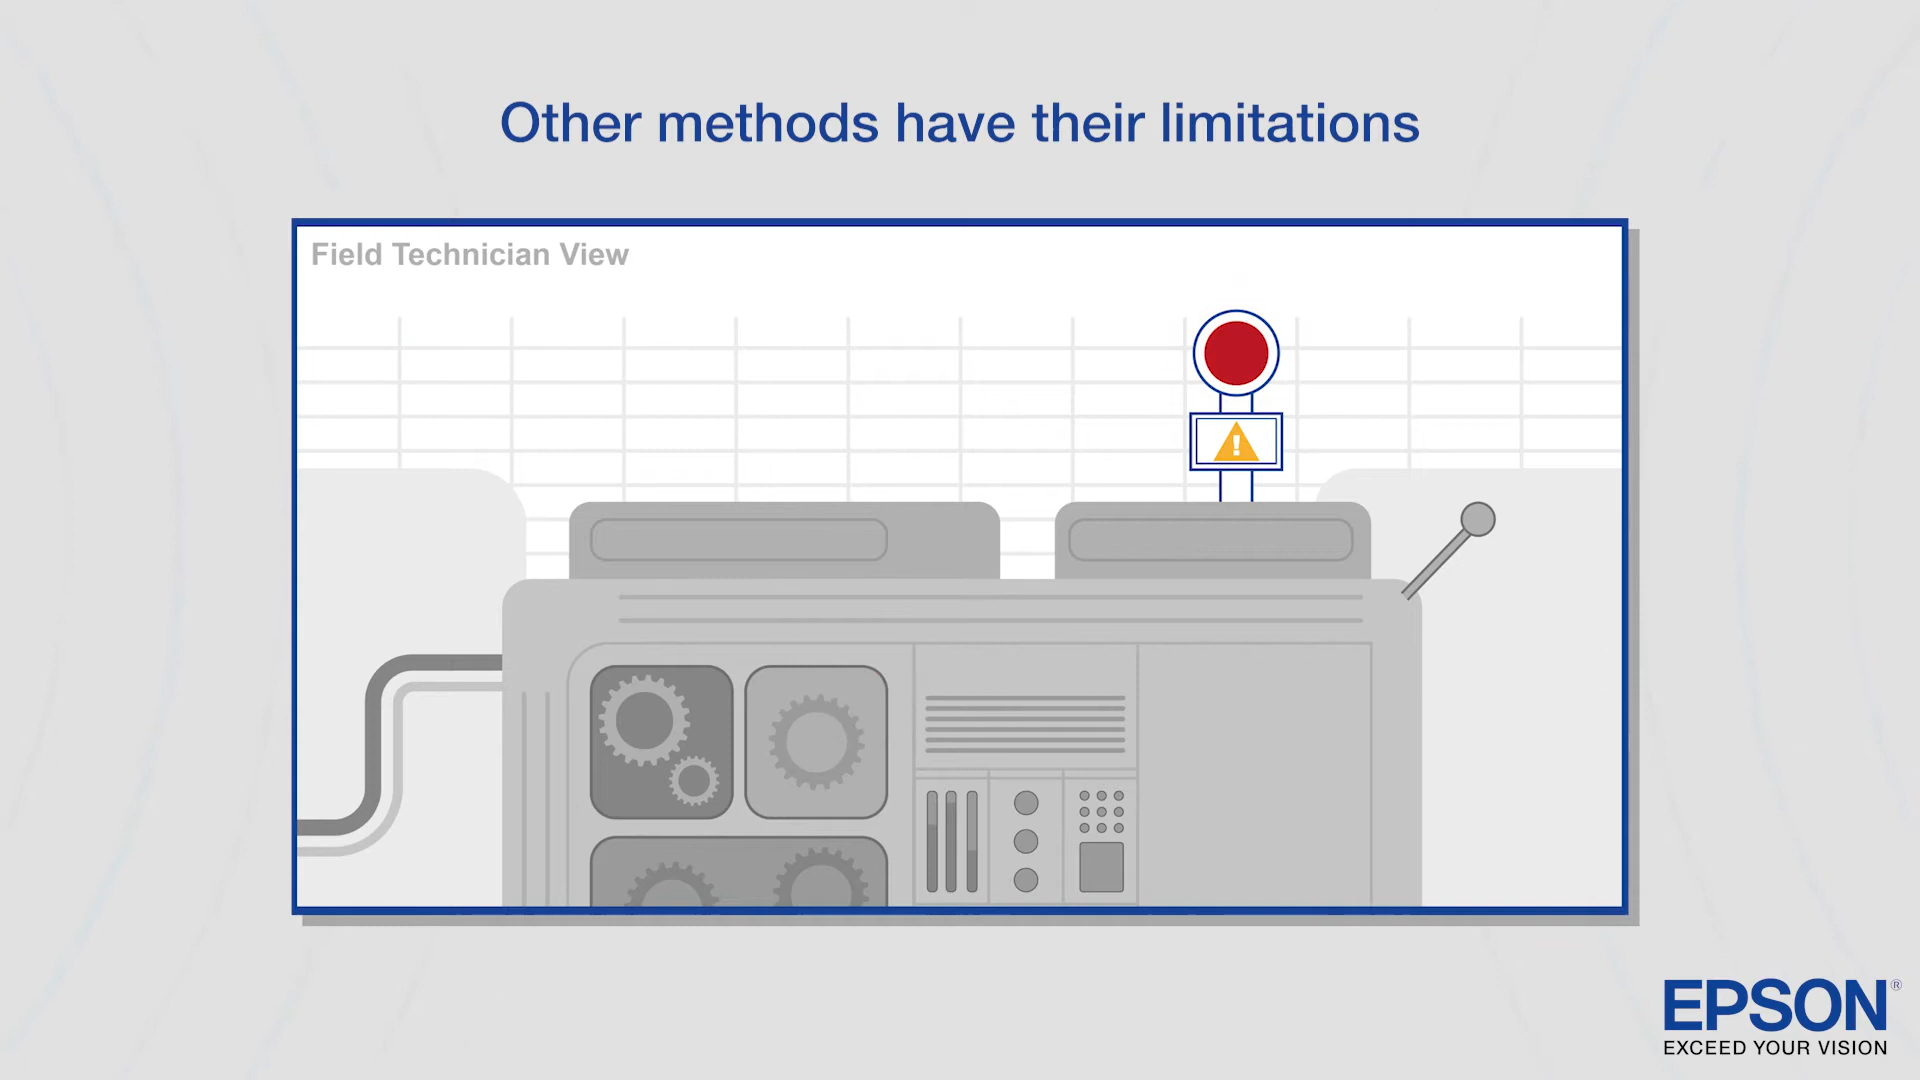 Other methods have their limitations
Field Technician View
!
EPSON®
EXCEED YOUR VISION